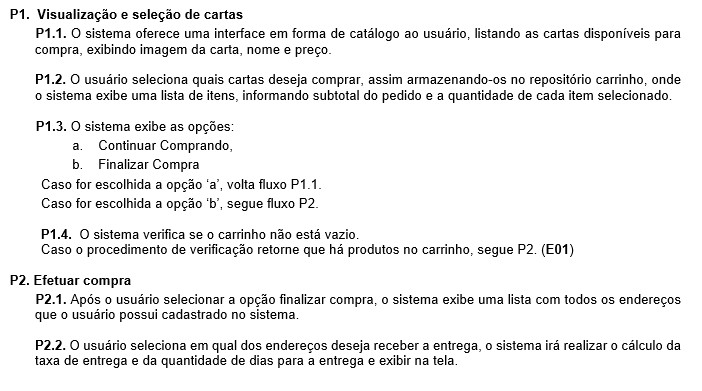 P1. Visualização e seleção de cartas
P1.1. O sistema oferece uma interface em forma de catálogo ao usuário, listando as cartas disponíveis para
compra, exibindo imagem da carta, nome e preço.
P1.2. O usuário seleciona quais cartas deseja comprar, assim armazenando-os no repositório carrinho, onde
o sistema exibe uma lista de itens, informando subtotal do pedido e a quantidade de cada item selecionado.
P1.3. O sistema exibe as opções:
a. Continuar Comprando,
b. Finalizar Compra
Caso for escolhida a opção ‘a’, volta fluxo P1.1.
Caso for escolhida a opção ‘b’, segue fluxo P2.
P1.4. O sistema verifica se o carrinho não está vazio.
Caso o procedimento de verificação retorne que há produtos no carrinho, segue P2. (E01)
P2. Efetuar compra
P2.1. Após o usuário selecionar a opção finalizar compra, o sistema exibe uma lista com todos os endereços
que o usuário possui cadastrado no sistema.
P2.2. O usuário seleciona em qual dos endereços deseja receber a entrega, o sistema irá realizar o cálculo da
taxa de entrega e da quantidade de dias para a entrega e exibir na tela.